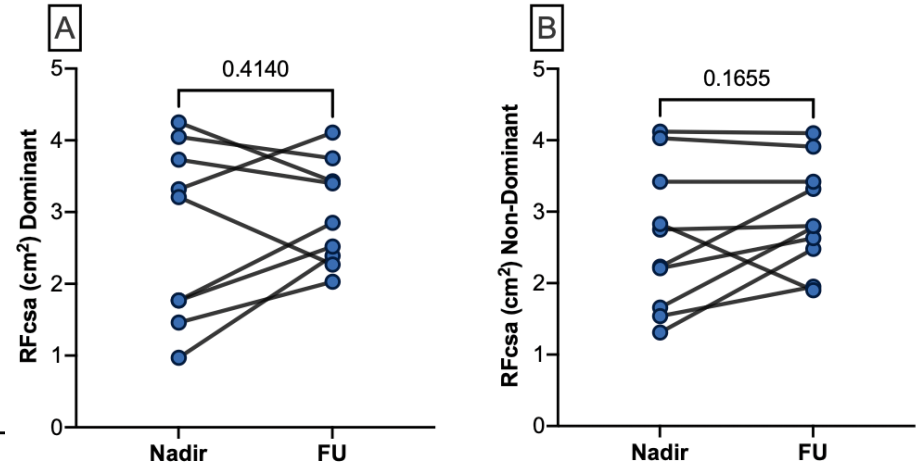 A
0.4140
5
4
3
2
1
0
RFcsa (cm²) Dominant
Nadir FU
B
0.1655
5
4
3
2
1
0
RFcsa (cm²) Non-Dominant
Nadir FU